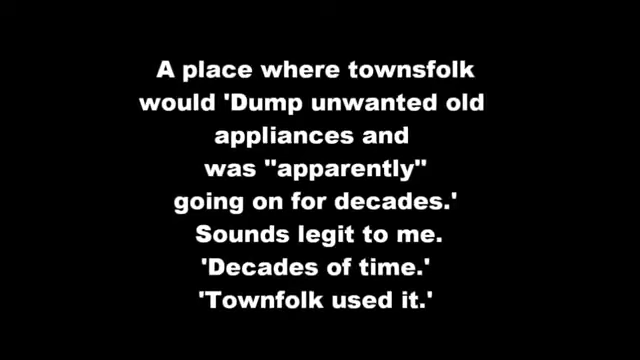 A place where townsfolk
would 'Dump unwanted old
appliances and
was "apparently"
going on for decades.'
Sounds legit to me.
'Decades of time.'
'Townfolk used it.'